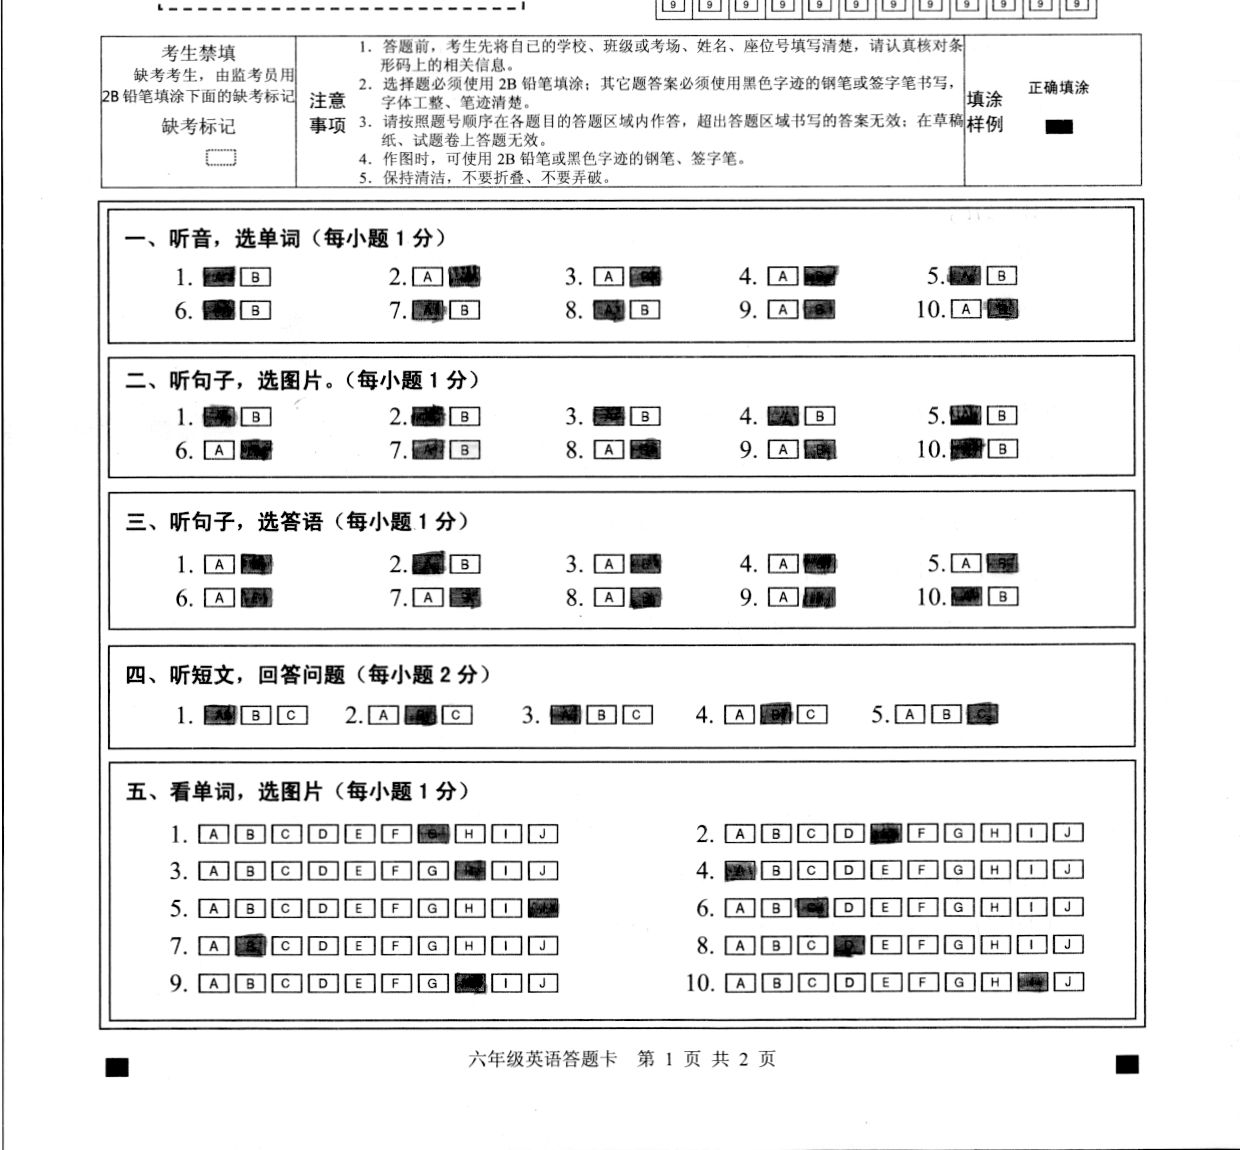 9 9 9 9 9 9 9 9 9 9 9 9
考生禁填
缺考考生，由监考员用
2B 铅笔填涂下面的缺考标记
缺考标记
注意
事项
1. 答题前，考生先将自己的学校、班级或考场、姓名、座位号填写清楚，请认真核对条
形码上的相关信息。
2. 选择题必须使用 2B 铅笔填涂；其它题答案必须使用黑色字迹的钢笔或签字笔书写，
字体工整、笔迹清楚。
3. 请按照题号顺序在各题目的答题区域内作答，超出答题区域书写的答案无效；在草稿
纸、试题卷上答题无效。
4. 作图时，可使用 2B 铅笔或黑色字迹的钢笔、签字笔。
5. 保持清洁，不要折叠、不要弄破。
填涂
样例
正确填涂
一、听音，选单词（每小题 1 分）
1. A B 2. A 3. A B 4. A B 5. A B
6. B 7. A B 8. A B 9. A B 10. A B
二、听句子，选图片。（每小题 1 分）
1. B 2. B 3. A B 4. A B 5. A B
6. A 7. A B 8. A 9. A B 10. B
三、听句子，选答语（每小题 1 分）
1. A 2. A B 3. A B 4. A 5. A B
6. A B 7. A B 8. A B 9. A 10. A B
四、听短文，回答问题（每小题 2 分）
1. A B C 2. A B C 3. A B C 4. A B C 5. A B C
五、看单词，选图片（每小题 1 分）
1. A B C D E F G H I J 2. A B C D F G H I J
3. A B C D E F G H I J 4. A B C D E F G H I J
5. A B C D E F G H I 6. A B C D E F G H I J
7. A B C D E F G H I J 8. A B C D E F G H I J
9. A B C D E F G I J 10. A B C D E F G H J
六年级英语答题卡 第 1 页 共 2 页